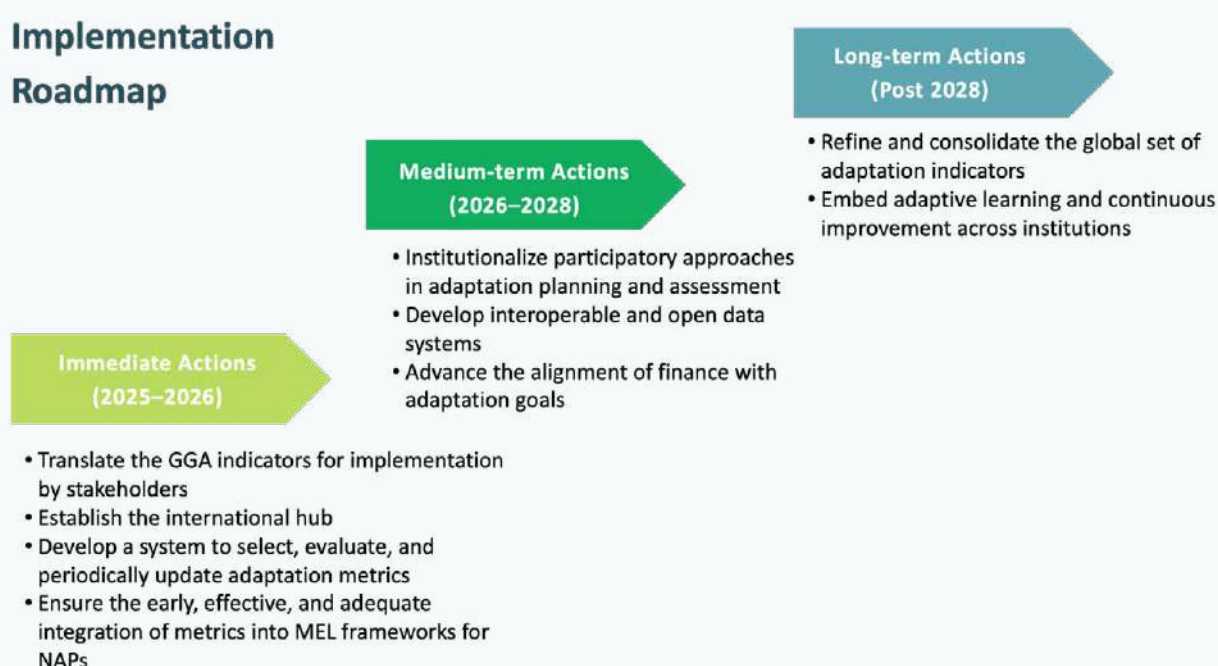 Implementation
Roadmap
Long-term Actions
(Post 2028)
• Refine and consolidate the global set of
adaptation indicators
• Embed adaptive learning and continuous
improvement across institutions
Medium-term Actions
(2026–2028)
• Institutionalize participatory approaches
in adaptation planning and assessment
• Develop interoperable and open data
systems
• Advance the alignment of finance with
adaptation goals
Immediate Actions
(2025–2026)
• Translate the GGA indicators for implementation
by stakeholders
• Establish the international hub
• Develop a system to select, evaluate, and
periodically update adaptation metrics
• Ensure the early, effective, and adequate
integration of metrics into MEL frameworks for
NAPs